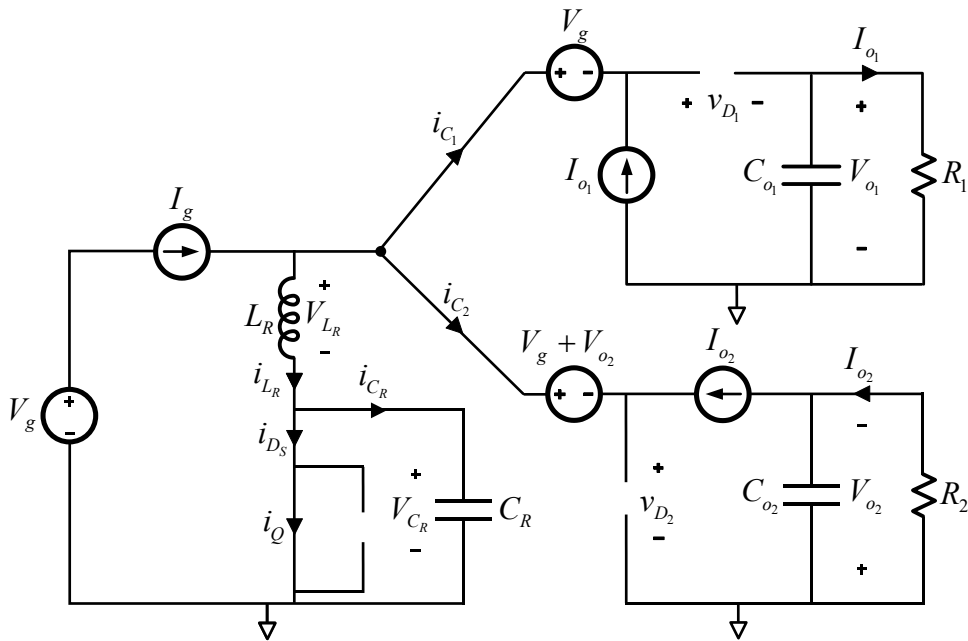 V_g
I_{o_1}
+ - + v_{D_1} - +
i_{C_1}
I_{o_1} C_{o_1} V_{o_1} R_1
I_g
-
i_{C_2}
L_R + V_{L_R} -
V_g + V_{o_2} I_{o_2} I_{o_2}
i_{L_R} i_{C_R}
+ - -
V_g + -
i_{D_S}
+ v_{D_2} - C_{o_2} V_{o_2} R_2
i_Q + V_{C_R} - C_R
+